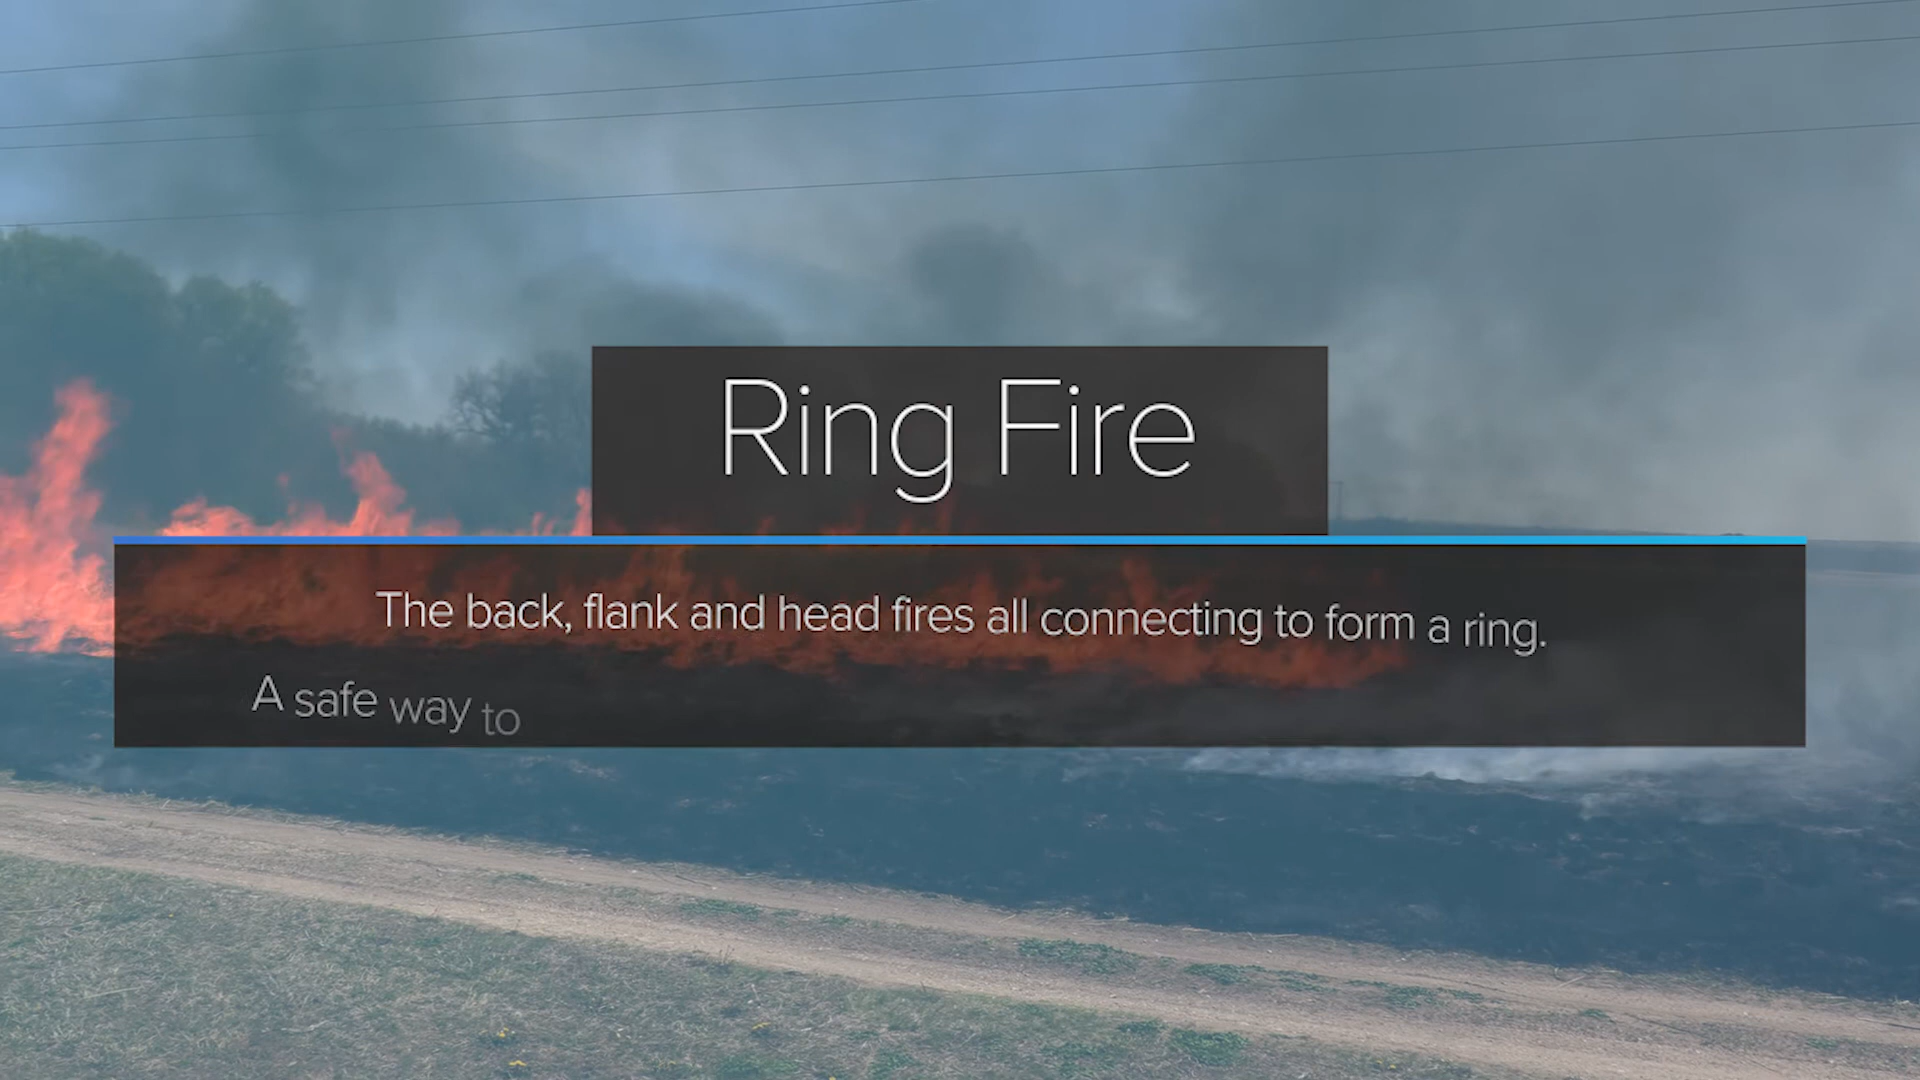 Ring Fire
The back, flank and head fires all connecting to form a ring.
A safe way to